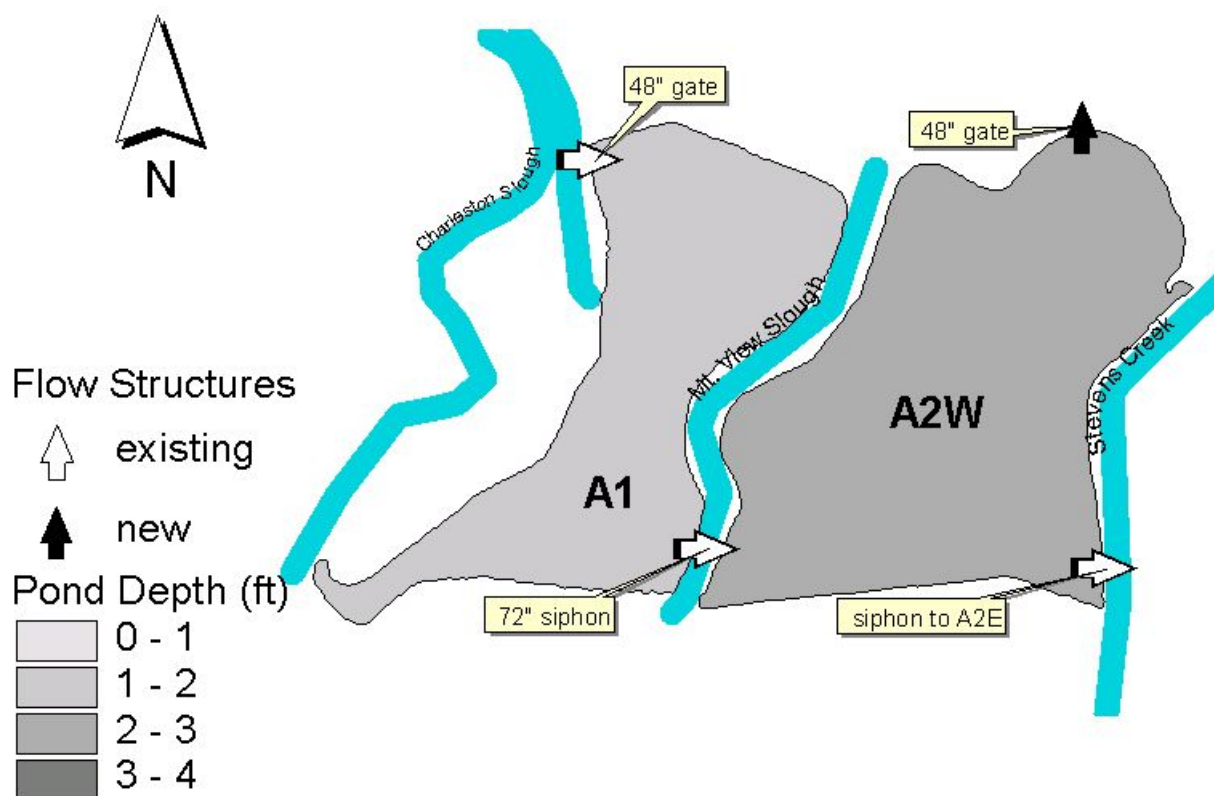 48" gate
48" gate
N
Charleston Slough
Mt. View Slough
Stevens Creek
A2W
A1
72" siphon
siphon to A2E
Flow Structures
existing
new
Pond Depth (ft)
0 - 1
1 - 2
2 - 3
3 - 4